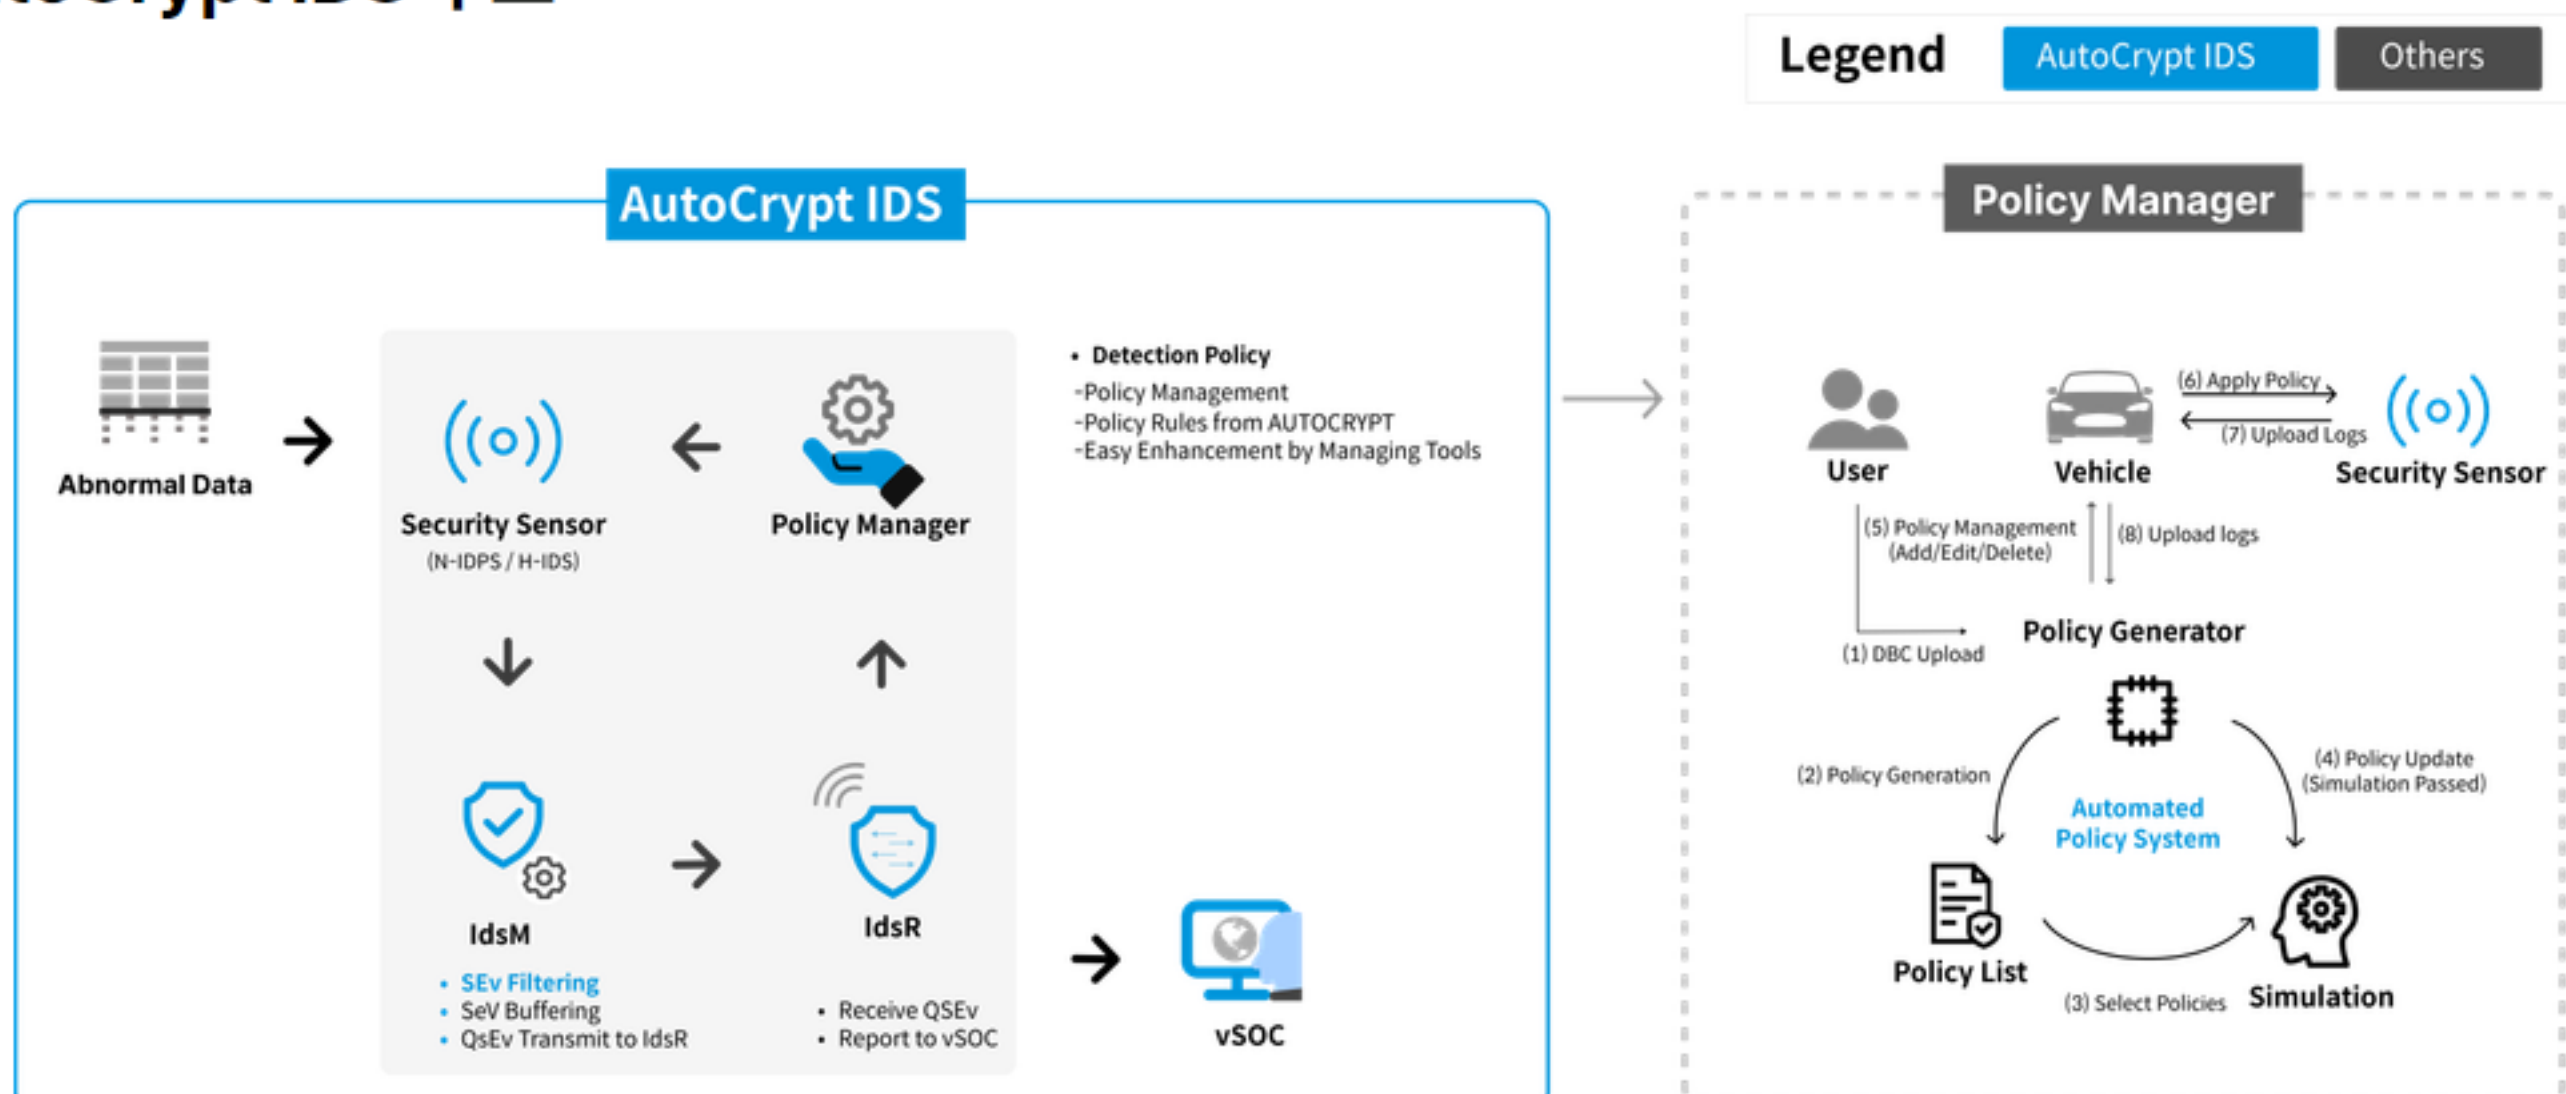 Legend
AutoCrypt IDS
Others
AutoCrypt IDS
Policy Manager
Abnormal Data
Security Sensor
(N-IDPS / H-IDS)
Policy Manager
• Detection Policy
-Policy Management
-Policy Rules from AUTOCRYPT
-Easy Enhancement by Managing Tools
IdsM
• SEv Filtering
• SeV Buffering
• QsEv Transmit to IdsR
IdsR
• Receive QSEv
• Report to vSOC
vSOC
User
Vehicle
(6) Apply Policy
(7) Upload Logs
Security Sensor
(5) Policy Management
(Add/Edit/Delete)
(8) Upload logs
(1) DBC Upload
Policy Generator
(2) Policy Generation
(4) Policy Update
(Simulation Passed)
Automated
Policy System
Policy List
(3) Select Policies
Simulation